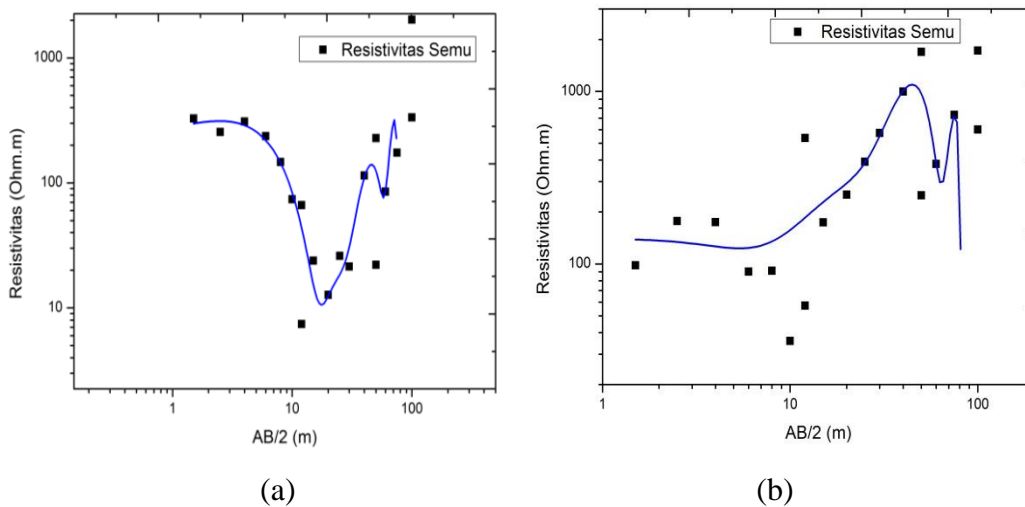 Resistivitas Semu
Resistivitas (Ohm.m)
1000
100
10
1
10
100
AB/2 (m)
(a)
Resistivitas Semu
Resistivitas (Ohm.m)
1000
100
1
10
100
AB/2 (m)
(b)